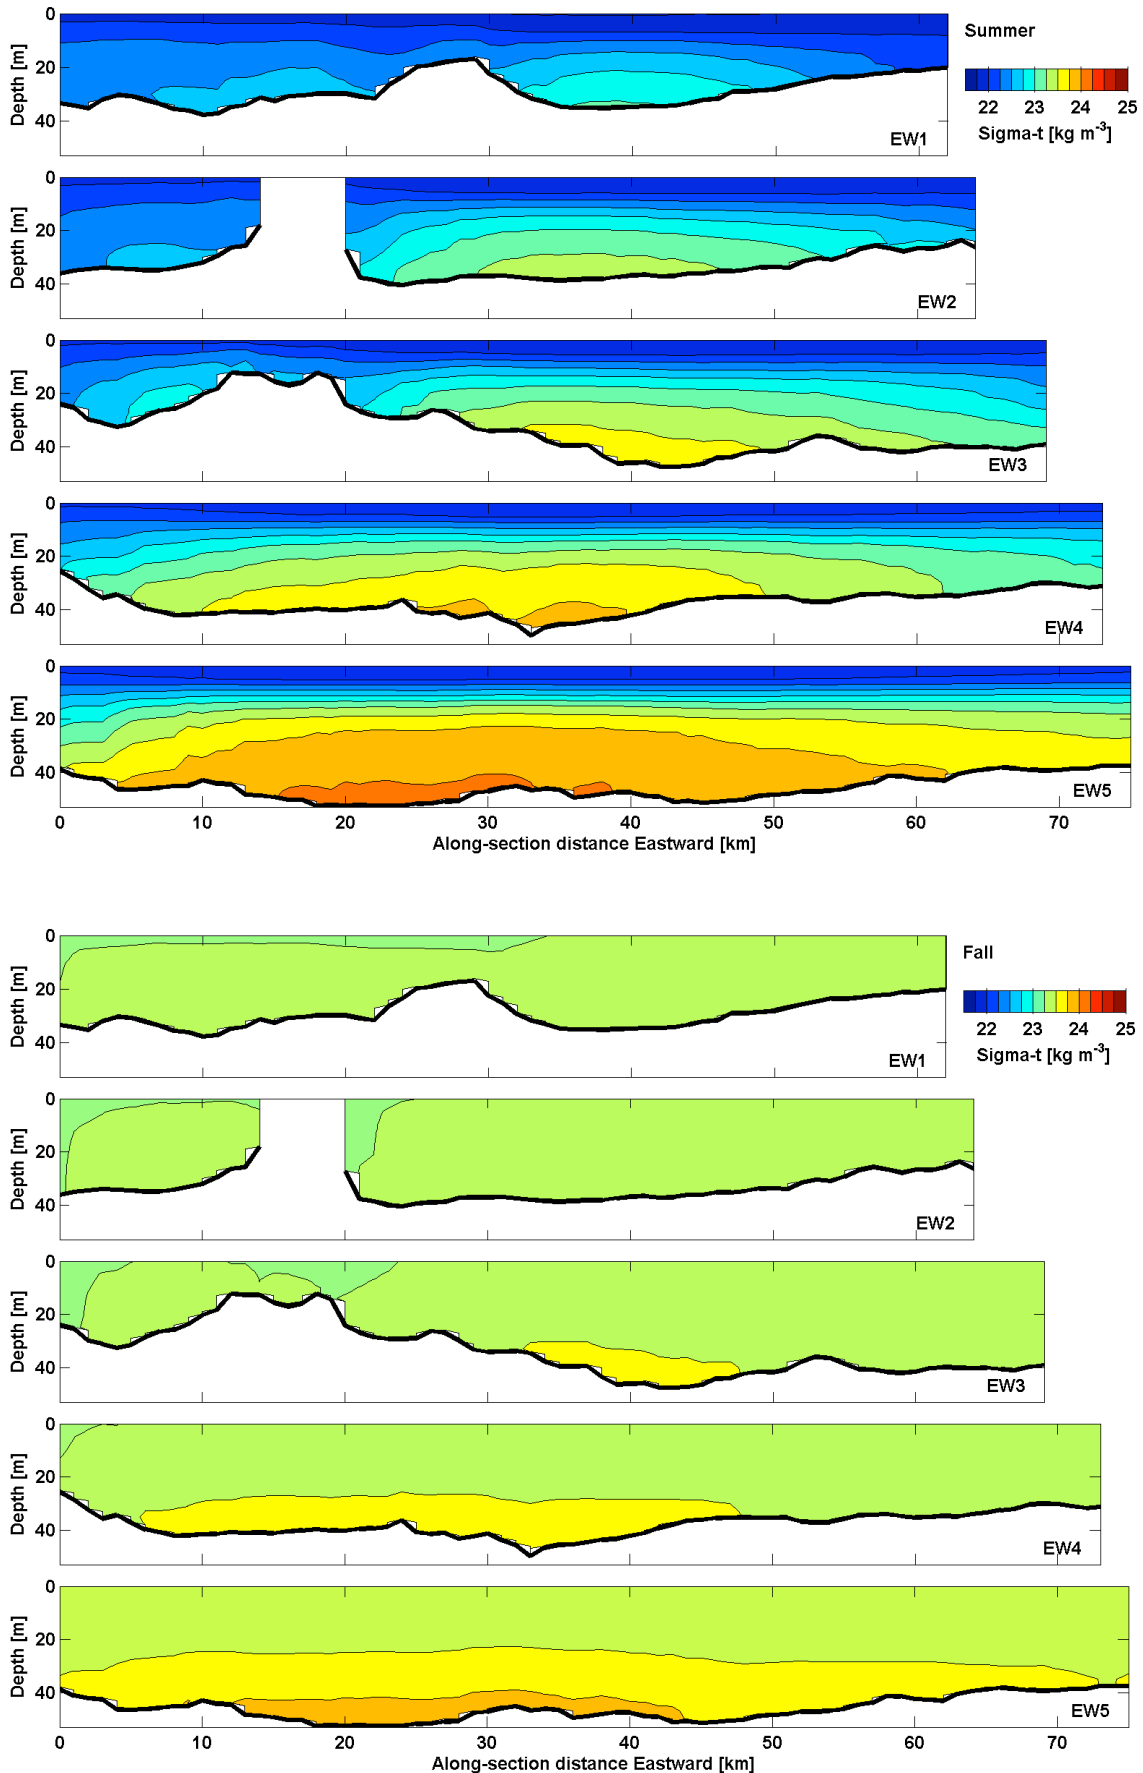 Summer
22 23 24 25
Sigma-t [kg m-3]
0
20
40
Depth [m]
EW1
0
20
40
Depth [m]
EW2
0
20
40
Depth [m]
EW3
0
20
40
Depth [m]
EW4
0
20
40
Depth [m]
EW5
0 10 20 30 40 50 60 70
Along-section distance Eastward [km]
Fall
22 23 24 25
Sigma-t [kg m-3]
0
20
40
Depth [m]
EW1
0
20
40
Depth [m]
EW2
0
20
40
Depth [m]
EW3
0
20
40
Depth [m]
EW4
0
20
40
Depth [m]
EW5
0 10 20 30 40 50 60 70
Along-section distance Eastward [km]